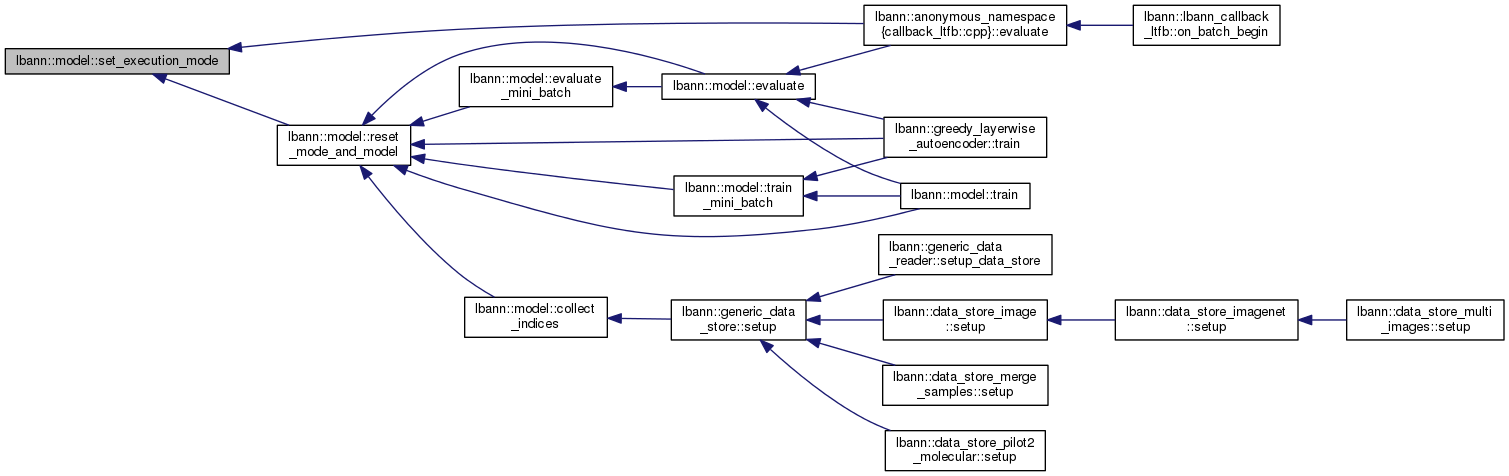 lbann::model::set_execution_mode
lbann::anonymous_namespace
{callback_ltfb::cpp}::evaluate
lbann::lbann_callback
_ltfb::on_batch_begin
lbann::model::reset
_mode_and_model
lbann::model::evaluate
_mini_batch
lbann::model::evaluate
lbann::greedy_layerwise
_autoencoder::train
lbann::model::train
_mini_batch
lbann::model::train
lbann::model::collect
_indices
lbann::generic_data
_store::setup
lbann::generic_data
_reader::setup_data_store
lbann::data_store_image
::setup
lbann::data_store_imagenet
::setup
lbann::data_store_multi
_images::setup
lbann::data_store_merge
_samples::setup
lbann::data_store_pilot2
_molecular::setup